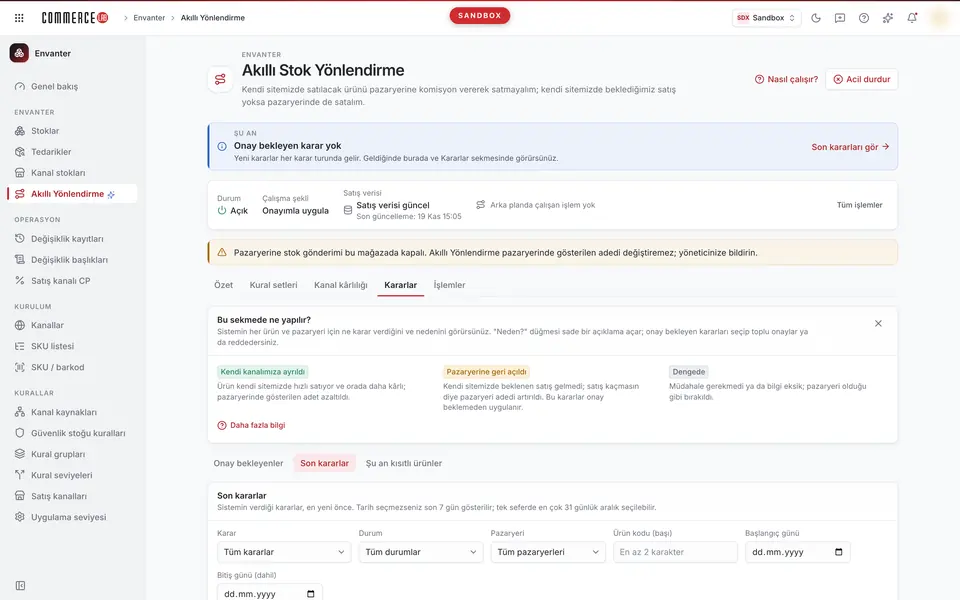 COMMERCE LAB
Envanter
Akıllı Yönlendirme
SANDBOX
SDX Sandbox
Envanter
Genel bakış
ENVANTER
Stoklar
Tedarikler
Kanal stokları
Akıllı Yönlendirme
OPERASYON
Değişiklik kayıtları
Değişiklik başlıkları
Satış kanalı CP
KURULUM
Kanallar
SKU listesi
SKU / barkod
KURALLAR
Kanal kaynakları
Güvenlik stoğu kuralları
Kural grupları
Kural seviyeleri
Satış kanalları
Uygulama seviyesi
ENVANTER
Akıllı Stok Yönlendirme
Kendi sitemizde satılacak ürünü pazaryerine komisyon vererek satmayalım; kendi sitemizde beklediğimiz satış
yoksa pazaryerinde de satalım.
Nasıl çalışır?
Acil durdur
ŞU AN
Onay bekleyen karar yok
Yeni kararlar her karar turunda gelir. Geldiğinde burada ve Kararlar sekmesinde görürsünüz.
Son kararları gör
Durum
Açık
Çalışma şekli
Onayımla uygula
Satış verisi
Satış verisi güncel
Son güncelleme: 19 Kas 15:05
Arka planda çalışan işlem yok
Tüm işlemler
Pazaryerine stok gönderimi bu mağazada kapalı. Akıllı Yönlendirme pazaryerinde gösterilen adedi değiştiremez; yöneticinize bildirin.
Özet
Kural setleri
Kanal kârlılığı
Kararlar
İşlemler
Bu sekmede ne yapılır?
Sistemin her ürün ve pazaryeri için ne karar verdiğini ve nedenini görürsünüz. "Neden?" düğmesi sade bir açıklama açar; onay bekleyen kararları seçip toplu onaylar ya
da reddedersiniz.
Kendi kanalımıza ayrıldı
Ürün kendi sitemizde hızlı satıyor ve orada daha kârlı;
pazaryerinde gösterilen adet azaltıldı.
Pazaryerine geri açıldı
Kendi sitemizde beklenen satış gelmedi; satış kaçmasın
diye pazaryeri adedi artırıldı. Bu kararlar onay
beklemeden uygulanır.
Dengede
Müdahale gerekmedi ya da bilgi eksik; pazaryeri olduğu
gibi bırakıldı.
Daha fazla bilgi
Onay bekleyenler
Son kararlar
Şu an kısıtlı ürünler
Son kararlar
Sistemin verdiği kararlar, en yeni önce. Tarih seçmezseniz son 7 gün gösterilir; tek seferde en çok 31 günlük aralık seçilebilir.
Karar
Tüm kararlar
Durum
Tüm durumlar
Pazaryeri
Tüm pazaryerleri
Ürün kodu (başı)
En az 2 karakter
Başlangıç günü
dd.mm.yyyy
Bitiş günü (dahil)
dd.mm.yyyy